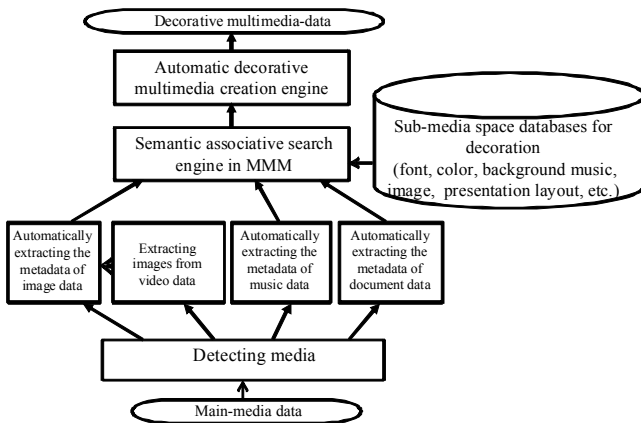 Decorative multimedia-data
Automatic decorative
multimedia creation engine
Semantic associative search
engine in MMM
Sub-media space databases for
decoration
(font, color, background music,
image, presentation layout, etc.)
Automatically
extracting the
metadata of
image data
Extracting
images from
video data
Automatically
extracting the
metadata of
music data
Automatically
extracting the
metadata of
document data
Detecting media
Main-media data